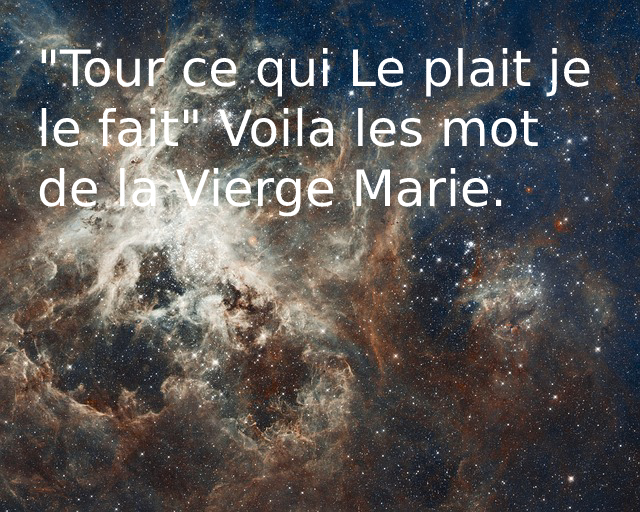 "Tour ce qui Le plait je
le fait" Voila les mot
de la Vierge Marie.